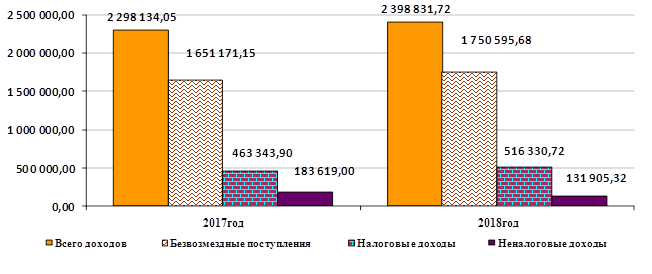 2 500 000,00
2 000 000,00
1 500 000,00
1 000 000,00
500 000,00
0,00
2 298 134,05
1 651 171,15
463 343,90
183 619,00
2 398 831,72
1 750 595,68
516 330,72
131 905,32
2017год
2018год
Всего доходов
Безвозмездные поступления
Налоговые доходы
Неналоговые доходы